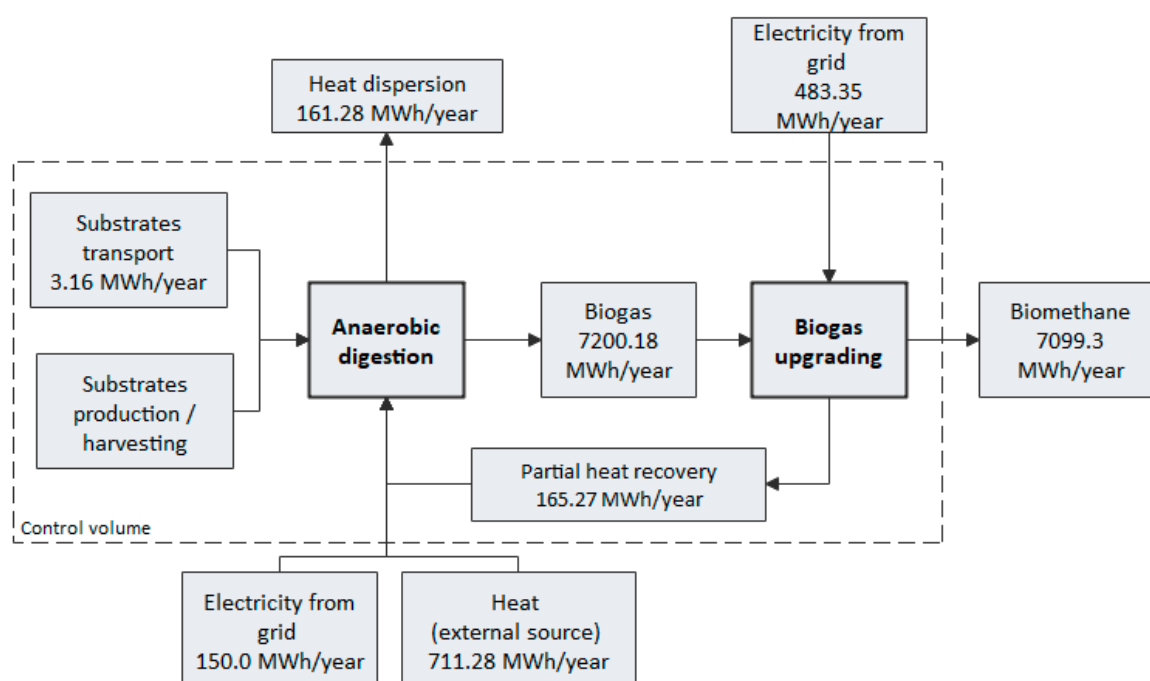 Electricity from
grid
483.35
MWh/year
Heat dispersion
161.28 MWh/year
Substrates
transport
3.16 MWh/year
Anaerobic
digestion
Biogas
7200.18
MWh/year
Biogas
upgrading
Biomethane
7099.3
MWh/year
Substrates
production /
harvesting
Partial heat recovery
165.27 MWh/year
Control volume
Electricity from
grid
150.0 MWh/year
Heat
(external source)
711.28 MWh/year